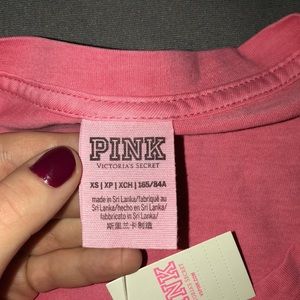 PINK
VICTORIA'S SECRET
XS | XP | XCH | 165/84A
made in Sri Lanka/fabriqué au
Sri Lanka/hecho en Sri Lanka/
fabbricato in Sri Lanka/
斯里兰卡制造
PINK